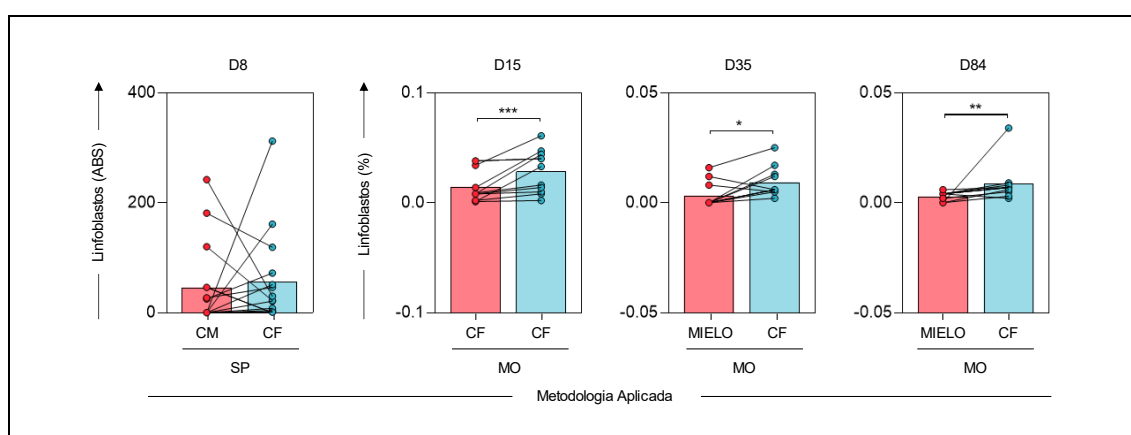 D8
D15
D35
D84
Linfoblastos (ABS)
400
200
0
CM
CF
SP
Linfoblastos (%)
0.1
0.0
-0.1
***
CF
CF
MO
0.05
0.00
-0.05
*
MIELO
CF
MO
0.05
0.00
-0.05
**
MIELO
CF
MO
Metodologia Aplicada